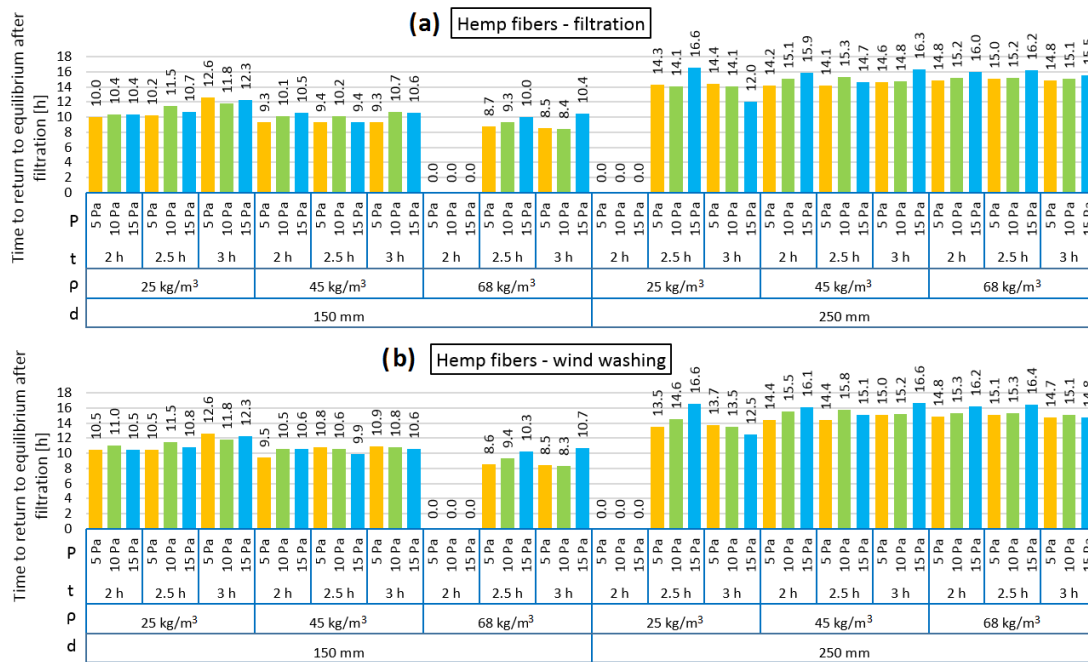 (a) Hemp fibers - filtration
Time to return to equilibrium after
filtration [h]
18
16
14
12
10
8
6
4
2
0
10.0 10.4 10.4 10.2 11.5 10.7 12.6 11.8 12.3 9.3 10.1 10.5 9.4 10.2 9.4 9.3 10.7 10.6 0.0 0.0 0.0 8.7 9.3 10.0 8.5 8.4 10.4 0.0 0.0 0.0 14.3 14.1 16.6 14.4 14.1 12.0 14.2 15.1 15.9 14.1 15.3 14.7 14.6 14.8 16.3 14.8 15.2 16.0 15.0 15.2 16.2 14.8 15.1 15.5
P 5 Pa 10 Pa 15 Pa 5 Pa 10 Pa 15 Pa 5 Pa 10 Pa 15 Pa 5 Pa 10 Pa 15 Pa 5 Pa 10 Pa 15 Pa 5 Pa 10 Pa 15 Pa 5 Pa 10 Pa 15 Pa 5 Pa 10 Pa 15 Pa 5 Pa 10 Pa 15 Pa 5 Pa 10 Pa 15 Pa 5 Pa 10 Pa 15 Pa 5 Pa 10 Pa 15 Pa 5 Pa 10 Pa 15 Pa 5 Pa 10 Pa 15 Pa 5 Pa 10 Pa 15 Pa 5 Pa 10 Pa 15 Pa 5 Pa 10 Pa 15 Pa 5 Pa 10 Pa 15 Pa
t 2 h 2.5 h 3 h 2 h 2.5 h 3 h 2 h 2.5 h 3 h 2 h 2.5 h 3 h 2 h 2.5 h 3 h 2 h 2.5 h 3 h
ρ 25 kg/m³ 45 kg/m³ 68 kg/m³ 25 kg/m³ 45 kg/m³ 68 kg/m³
d 150 mm 250 mm
(b) Hemp fibers - wind washing
Time to return to equilibrium after
filtration [h]
18
16
14
12
10
8
6
4
2
0
10.5 11.0 10.5 10.5 11.5 10.8 12.6 11.8 12.3 9.5 10.5 10.6 10.8 10.6 9.9 10.9 10.8 10.6 0.0 0.0 0.0 8.6 9.4 10.3 8.5 8.3 10.7 0.0 0.0 0.0 13.5 14.6 16.6 13.7 13.5 12.5 14.4 15.5 16.1 14.4 15.8 15.1 15.0 15.2 16.6 14.8 15.3 16.2 15.1 15.3 16.4 14.7 15.1 14.8
P 5 Pa 10 Pa 15 Pa 5 Pa 10 Pa 15 Pa 5 Pa 10 Pa 15 Pa 5 Pa 10 Pa 15 Pa 5 Pa 10 Pa 15 Pa 5 Pa 10 Pa 15 Pa 5 Pa 10 Pa 15 Pa 5 Pa 10 Pa 15 Pa 5 Pa 10 Pa 15 Pa 5 Pa 10 Pa 15 Pa 5 Pa 10 Pa 15 Pa 5 Pa 10 Pa 15 Pa 5 Pa 10 Pa 15 Pa 5 Pa 10 Pa 15 Pa 5 Pa 10 Pa 15 Pa 5 Pa 10 Pa 15 Pa 5 Pa 10 Pa 15 Pa 5 Pa 10 Pa 15 Pa
t 2 h 2.5 h 3 h 2 h 2.5 h 3 h 2 h 2.5 h 3 h 2 h 2.5 h 3 h 2 h 2.5 h 3 h 2 h 2.5 h 3 h
ρ 25 kg/m³ 45 kg/m³ 68 kg/m³ 25 kg/m³ 45 kg/m³ 68 kg/m³
d 150 mm 250 mm